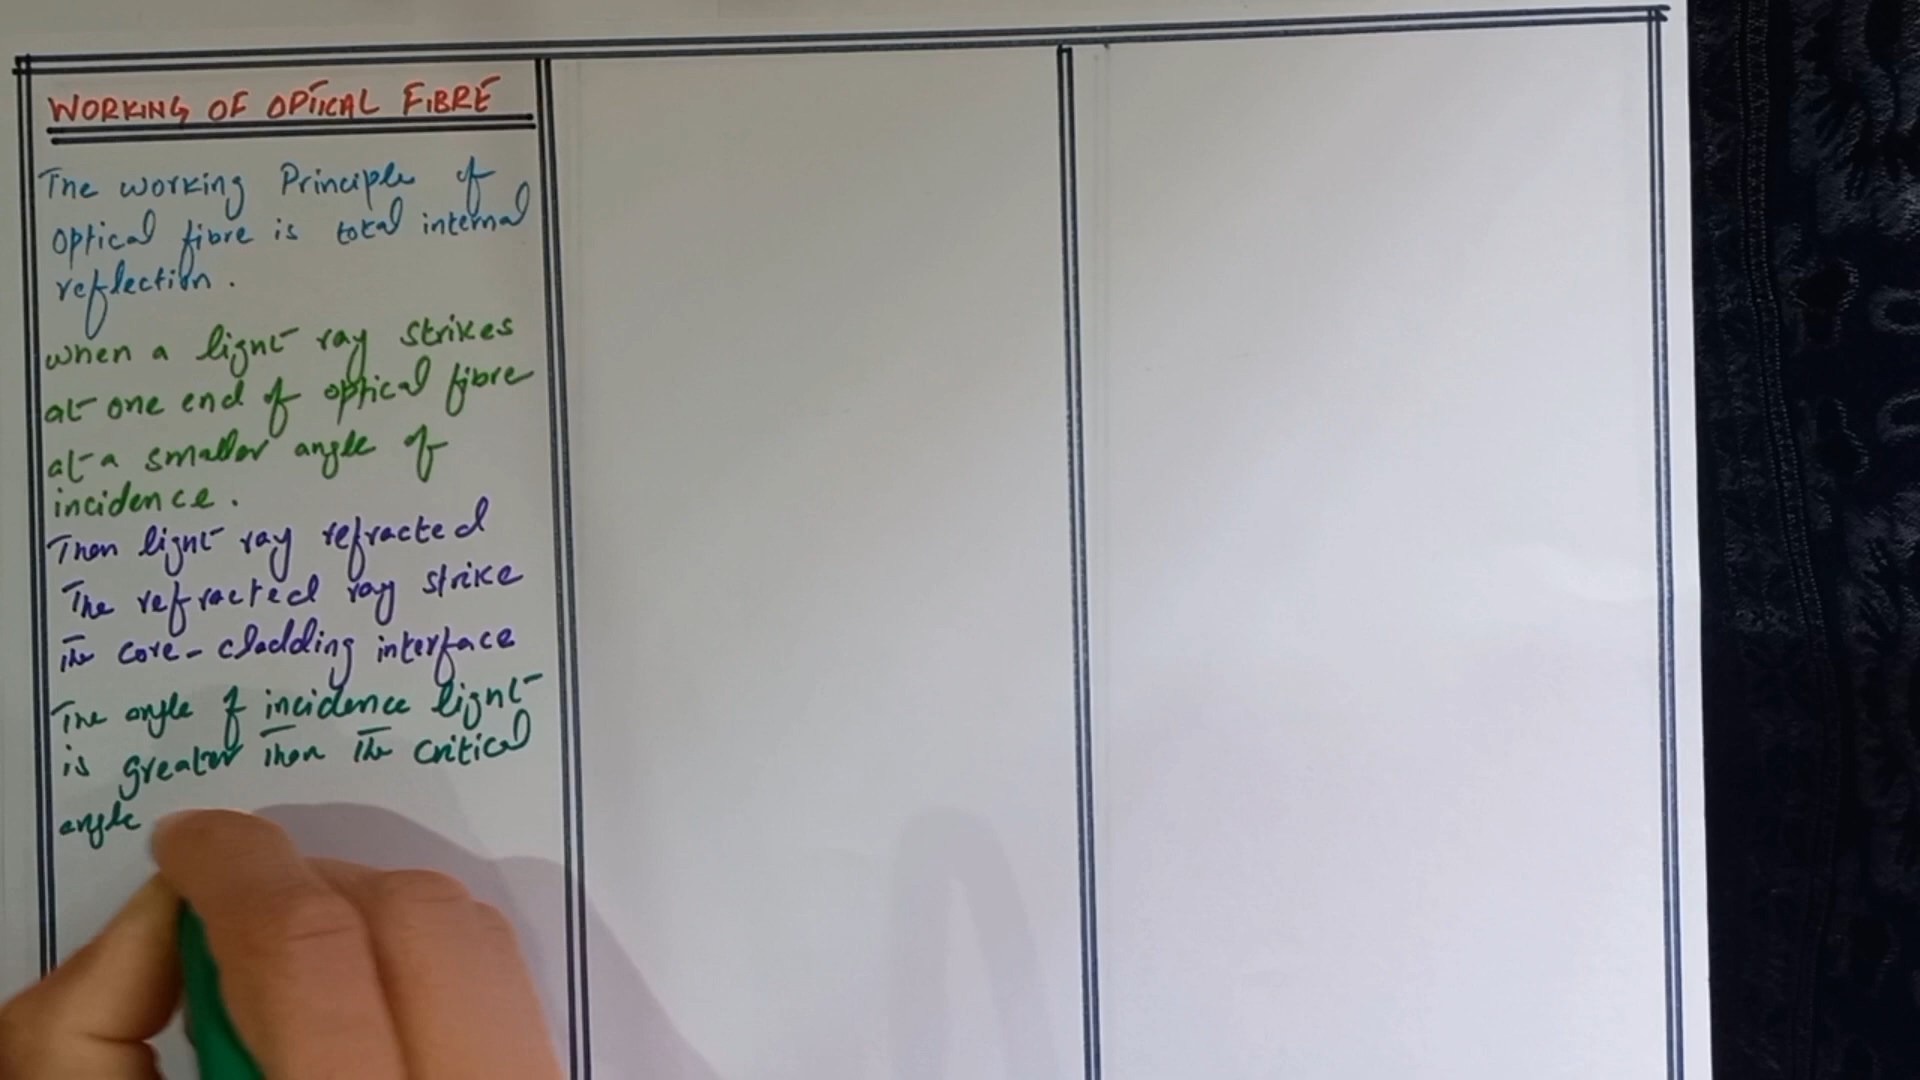 WORKING OF OPTICAL FIBRE
The working Principle of
optical fibre is total internal
reflection.
when a light ray strikes
at one end of optical fibre
at a smaller angle of
incidence.
Then light ray refracted
The refracted ray strike
The core-cladding interface
The angle of incidence light
is greater than the critical
angle